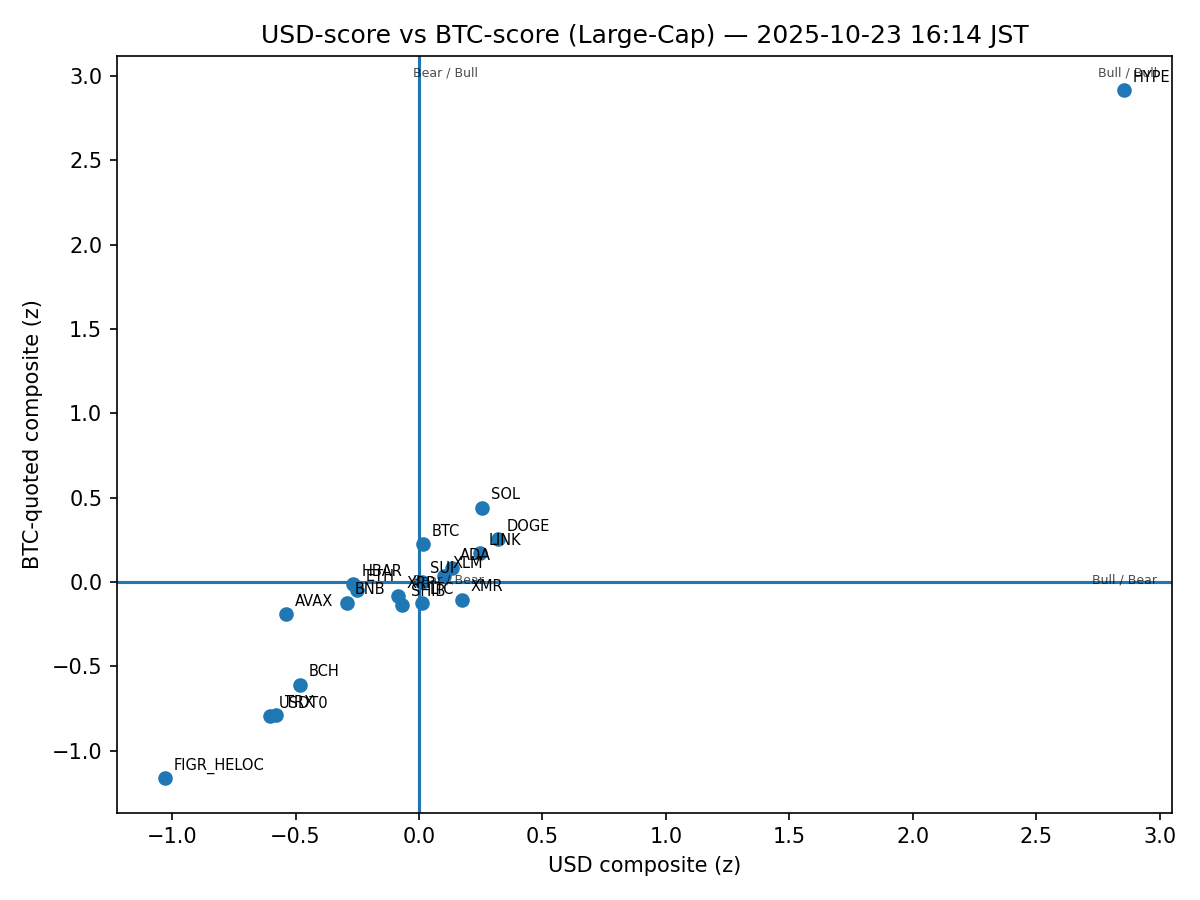 USD-score vs BTC-score (Large-Cap) — 2025-10-23 16:14 JST
BTC-quoted composite (z)
3.0
2.5
2.0
1.5
1.0
0.5
0.0
−0.5
−1.0
Bear / Bull
Bull / Bull
HYPE
SOL
DOGE
BTC
LINK
ADA
XLM
SUI
HBAR
ETH
Bear
Bull / Bear
XMR
BNB
SHIB
LTC
AVAX
BCH
TRX
USDT0
FIGR_HELOC
−1.0
−0.5
0.0
0.5
1.0
1.5
2.0
2.5
3.0
USD composite (z)